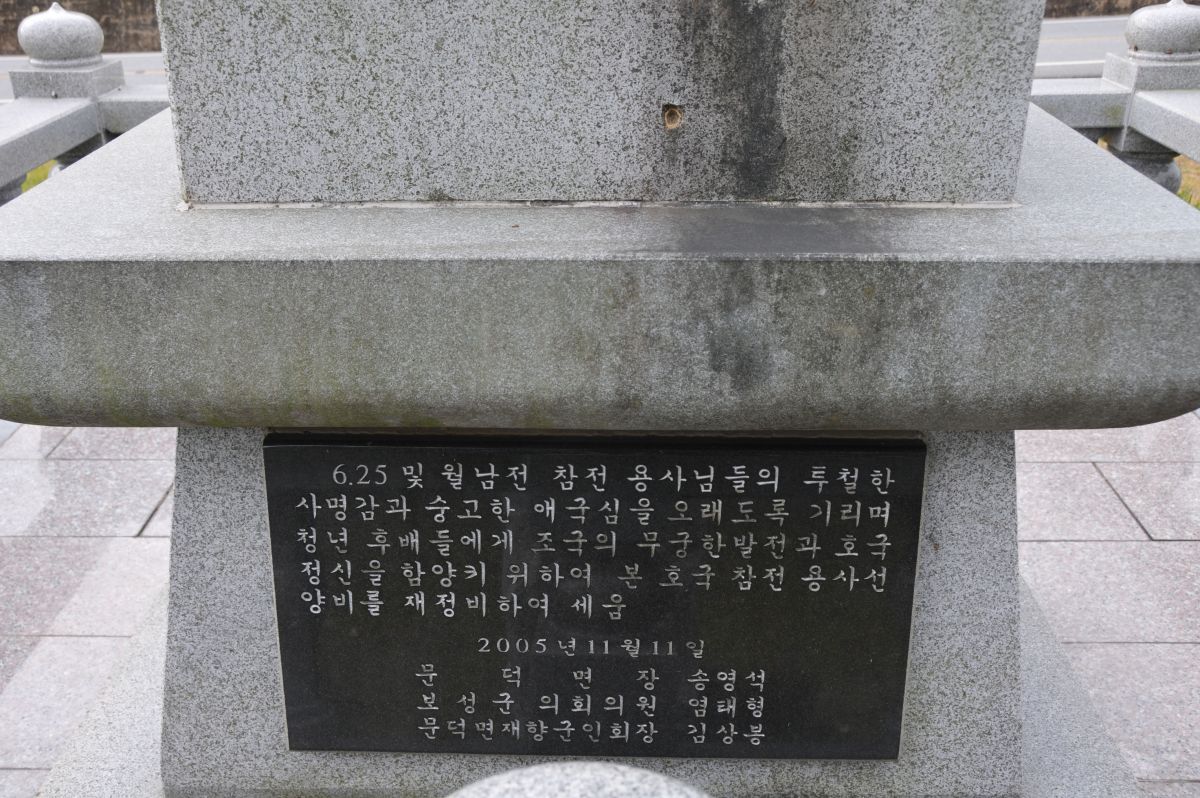 6.25 및 월남전 참전 용사님들의 투철한
사명감과 숭고한 애국심을 오래도록 기리며
청년 후배들에게 조국의 무궁한발전과 호국
정신을 함양키 위하여 본 호국 참전 용사선
양비를 재정비하여 세움
2005년 11월 11일
문덕면장 송영석
보성군 의회의원 염태형
문덕면재향군인회장 김상봉